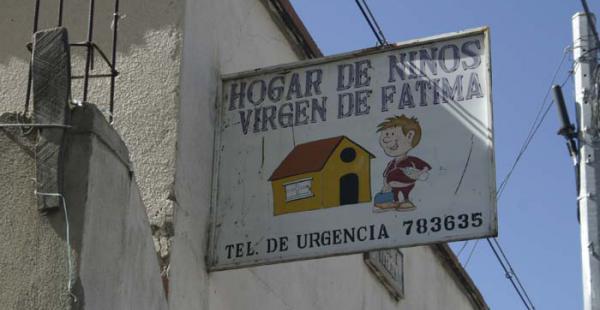 HOGAR DE NINOS
VIRGEN DE FATIMA
TEL. DE URGENCIA 783635